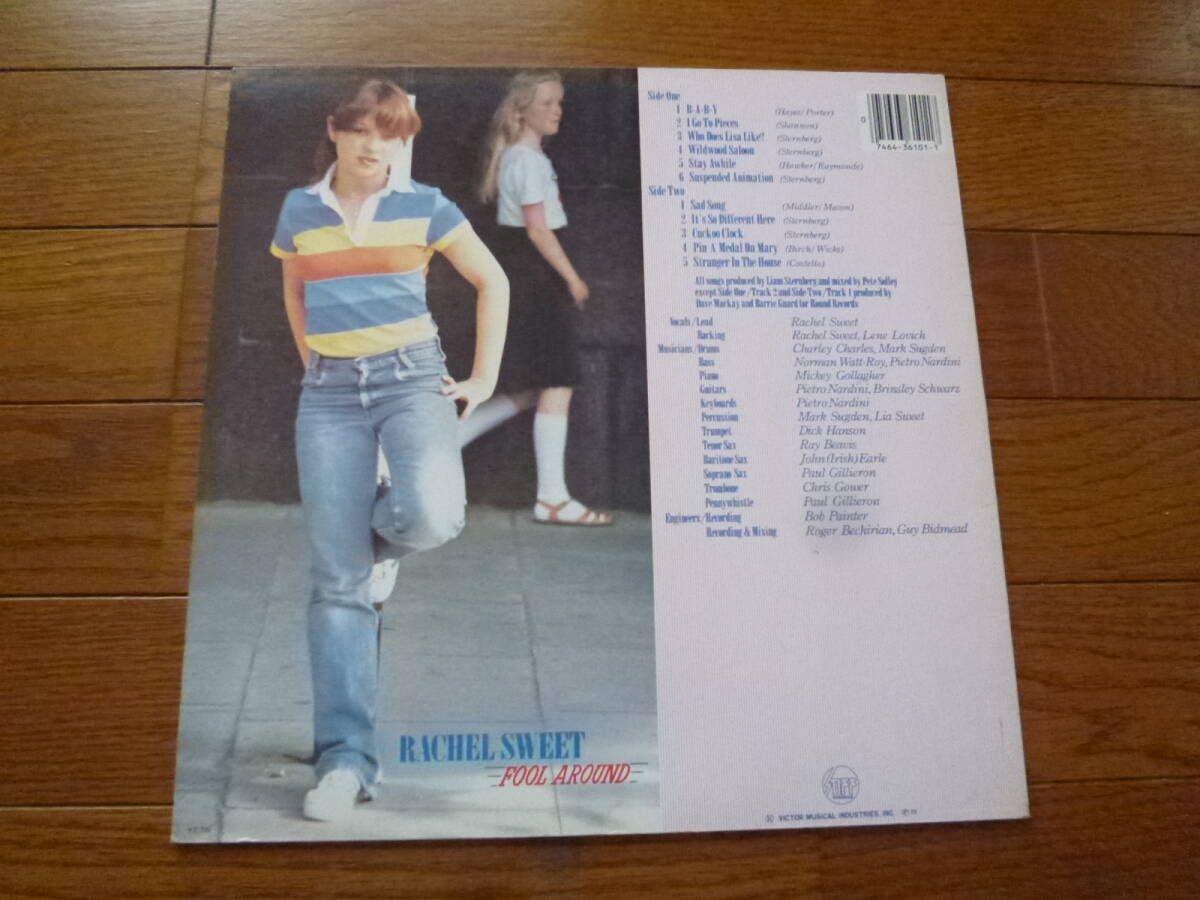 Side One
1 B-A-B-Y (Hayes/Porter)
2 I Go To Pieces (Shannon)
3 Who Does Lisa Like? (Sternberg)
4 Wildwood Saloon (Sternberg)
5 Stay Awhile (Hawker/Raymonde)
6 Suspended Animation (Sternberg)
Side Two
1 Sad Song (Middler/Mason)
2 It's So Different Here (Sternberg)
3 Cuckoo Clock (Sternberg)
4 Pin A Medal On Mary (Birch/Wicks)
5 Stranger In The House (Costello)
All songs produced by Liam Sternberg and mixed by Pete Solley
except Side One/Track 2 and Side Two/Track 1 produced by
Dave Mackay and Barrie Guard for Round Records
Vocals/Lead Rachel Sweet
Backing Rachel Sweet, Lene Lovich
Musicians/Drums Charley Charles, Mark Sugden
Bass Norman Watt-Roy, Pietro Nardini
Piano Mickey Gollagher
Guitars Pietro Nardini, Brinsley Schwarz
Keyboards Pietro Nardini
Percussion Mark Sugden, Lia Sweet
Trumpet Dick Hanson
Tenor Sax Ray Beavis
Baritone Sax John (Irish) Earle
Soprano Sax Paul Gillieron
Trombone Chris Gower
Pennywhistle Paul Gillieron
Engineers/Recording Bob Painter
Recording & Mixing Roger Bechirian, Guy Bidmead
0 7464-36101-1
RACHEL SWEET
FOOL AROUND
STIFF
VICTOR MUSICAL INDUSTRIES, INC.